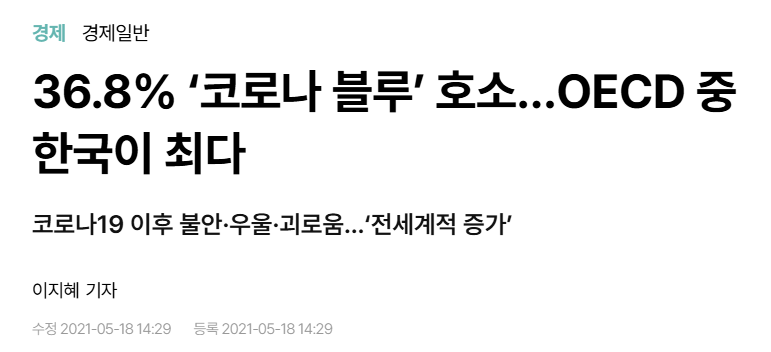 경제 경제일반
36.8% ‘코로나 블루’ 호소…OECD 중
한국이 최다
코로나19 이후 불안·우울·괴로움…‘전세계적 증가’
이지혜 기자
수정 2021-05-18 14:29 등록 2021-05-18 14:29